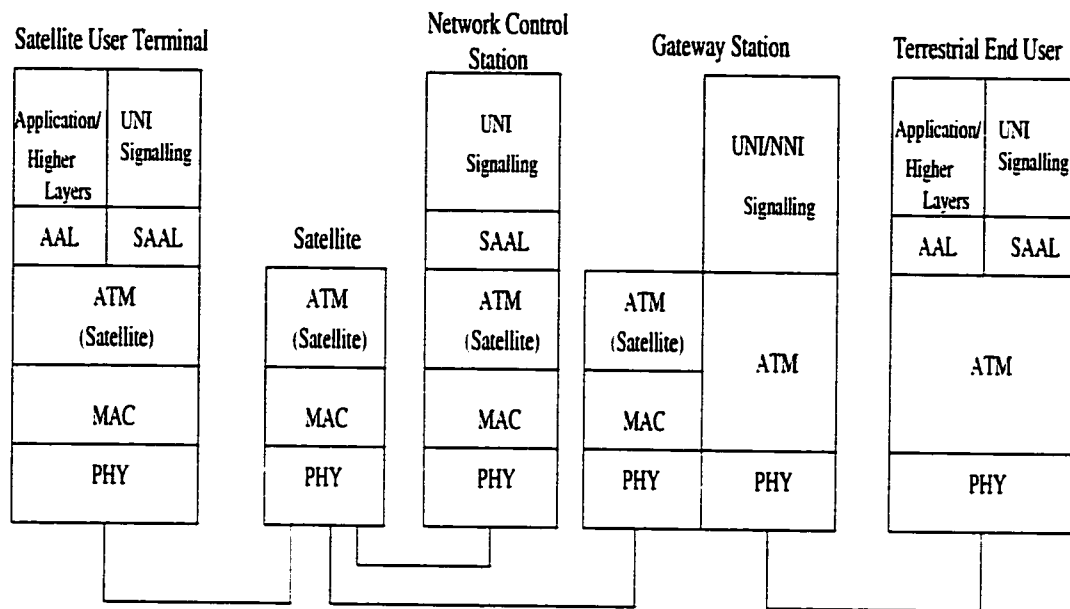 Satellite User Terminal
Application/
Higher
Layers
UNI
Signalling
AAL
SAAL
ATM
(Satellite)
MAC
PHY
Satellite
ATM
(Satellite)
MAC
PHY
Network Control
Station
UNI
Signalling
SAAL
ATM
(Satellite)
MAC
PHY
Gateway Station
UNI/NNI
Signalling
ATM
(Satellite)
MAC
PHY
ATM
PHY
Terrestrial End User
Application/
Higher
Layers
UNI
Signalling
AAL
SAAL
ATM
PHY